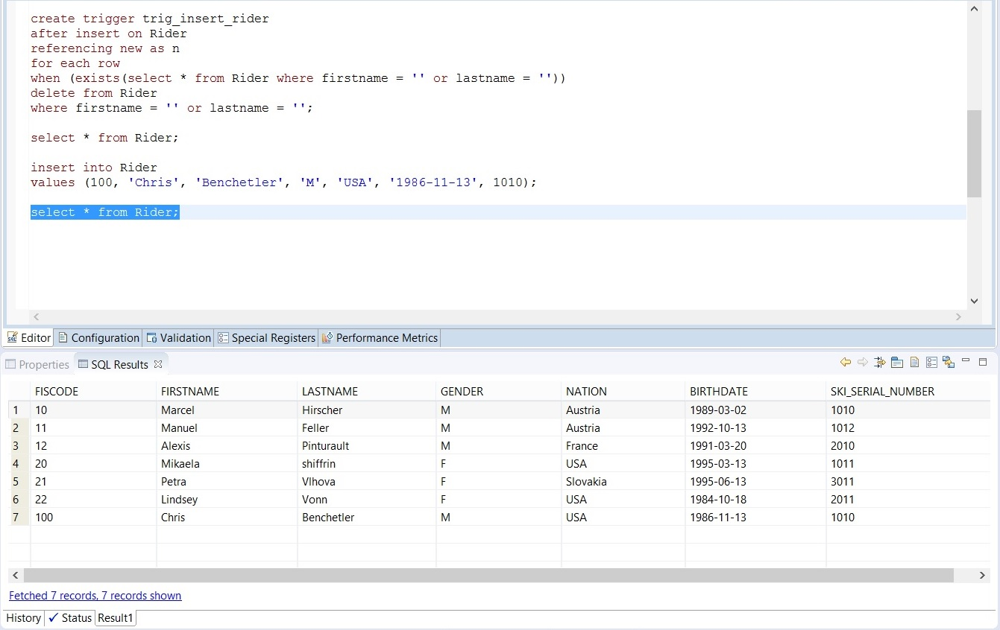 create trigger trig_insert_rider
after insert on Rider
referencing new as n
for each row
when (exists(select * from Rider where firstname = '' or lastname = ''))
delete from Rider
where firstname = '' or lastname = '';
select * from Rider;
insert into Rider
values (100, 'Chris', 'Benchetler', 'M', 'USA', '1986-11-13', 1010);
select * from Rider;
Editor Configuration Validation Special Registers Performance Metrics
Properties SQL Results
FISCODE FIRSTNAME LASTNAME GENDER NATION BIRTHDATE SKI_SERIAL_NUMBER
1 10 Marcel Hirscher M Austria 1989-03-02 1010
2 11 Manuel Feller M Austria 1992-10-13 1012
3 12 Alexis Pinturault M France 1991-03-20 2010
4 20 Mikaela shiffrin F USA 1995-03-13 1011
5 21 Petra Vlhova F Slovakia 1995-06-13 3011
6 22 Lindsey Vonn F USA 1984-10-18 2011
7 100 Chris Benchetler M USA 1986-11-13 1010
Fetched 7 records, 7 records shown
History Status Result1